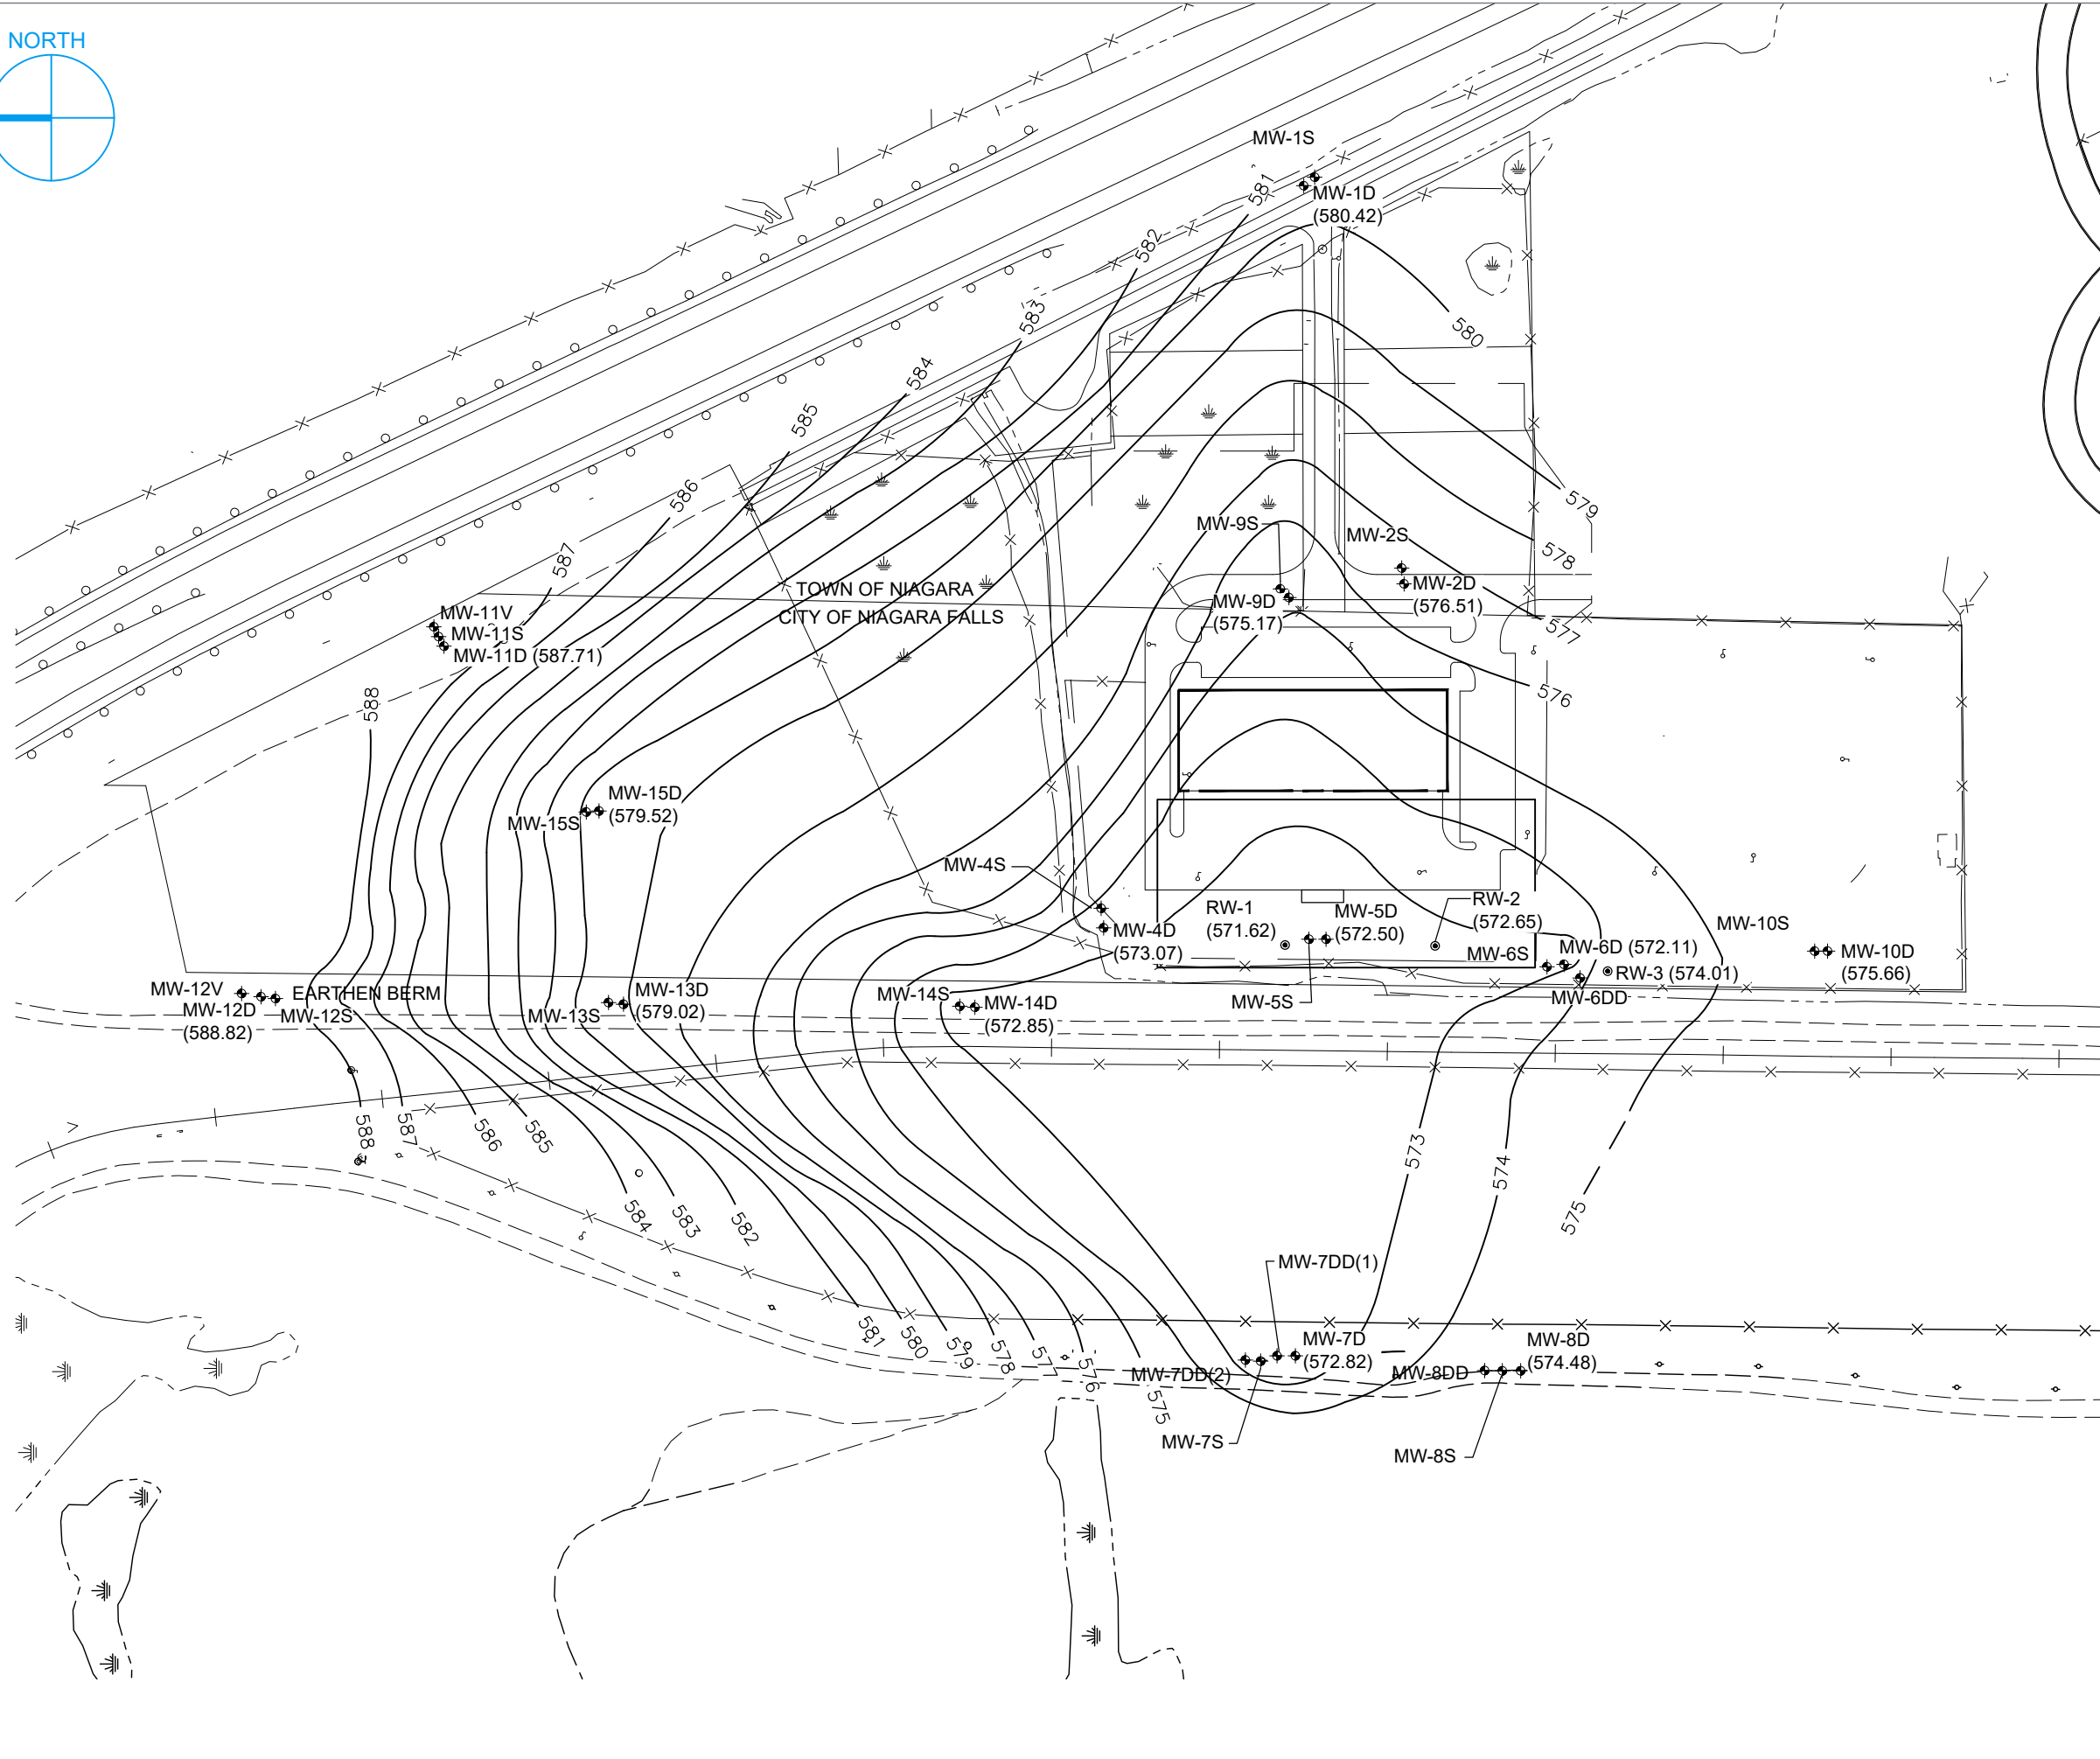 NORTH
MW-1S
MW-1D
(580.42)
581
582
583
580
584
585
586
579
587
578
MW-9S
MW-2S
MW-2D
(576.51)
TOWN OF NIAGARA
CITY OF NIAGARA FALLS
MW-9D
(575.17)
577
MW-11V
MW-11S
MW-11D (587.71)
576
588
MW-15D
(579.52)
MW-15S
MW-4S
MW-4D
(573.07)
RW-1
(571.62)
MW-5D
(572.50)
RW-2
(572.65)
MW-6S
MW-6D (572.11)
RW-3 (574.01)
MW-6DD
MW-10S
MW-10D
(575.66)
MW-12V
MW-12D
(588.82)
EARTHEN BERM
MW-12S
MW-13S
MW-13D
(579.02)
MW-14S
MW-14D
(572.85)
MW-5S
588
587
586
585
584
583
582
573
574
575
MW-7DD(1)
581
580
579
578
577
576
575
MW-7D
(572.82)
MW-7DD(2)
MW-8DD
MW-8D
(574.48)
MW-7S
MW-8S